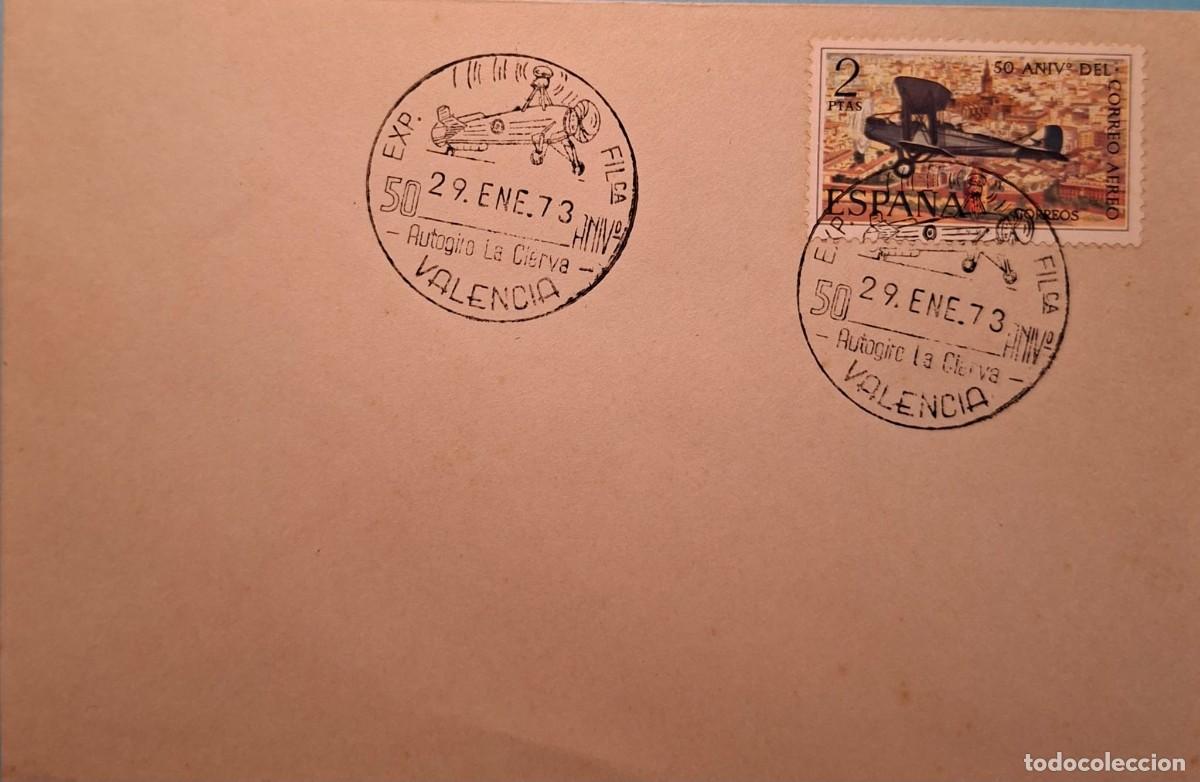 EXP. FILCA
29. ENE. 73
50 ANIVº
- Autogiro La Cierva -
VALENCIA
2
PTAS
50 ANIVº DEL
CORREO AEREO
ESPAÑA
CORREOS
EXP. FILCA
29. ENE. 73
50 ANIVº
- Autogiro La Cierva -
VALENCIA
todocoleccion